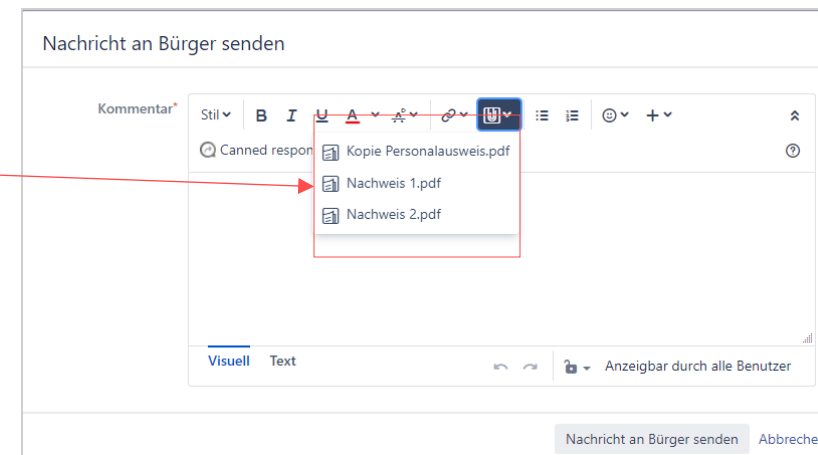 Nachricht an Bürger senden
Kommentar*
Stil B I U A
Canned respon
Kopie Personalausweis.pdf
Nachweis 1.pdf
Nachweis 2.pdf
Visuell Text
Anzeigbar durch alle Benutzer
Nachricht an Bürger senden Abbreche